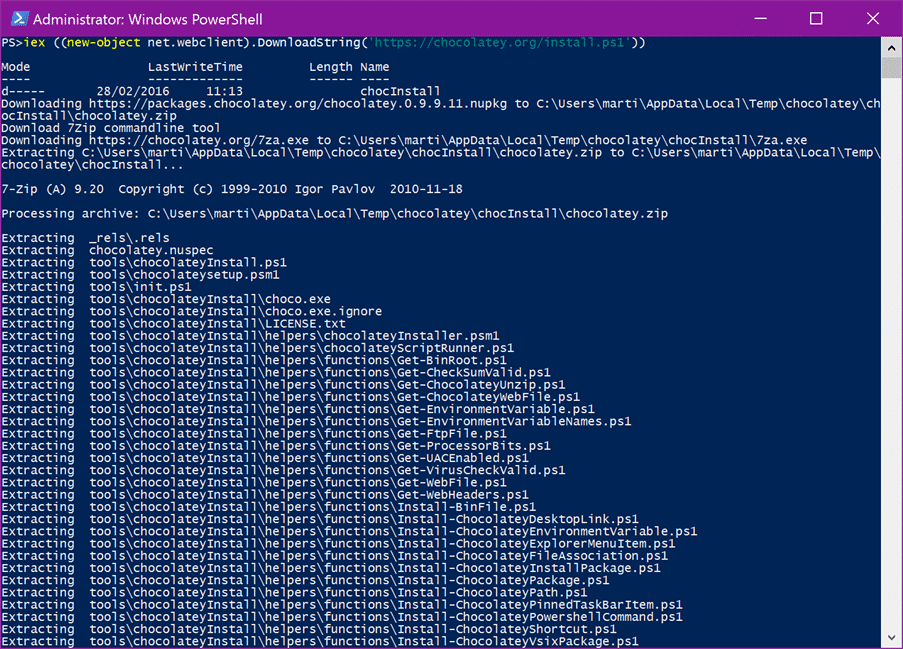 Administrator: Windows PowerShell
PS>iex ((new-object net.webclient).DownloadString('https://chocolatey.org/install.ps1'))
Mode                LastWriteTime         Length Name
----                -------------         ------ ----
d-----       28/02/2016     11:13                chocInstall
Downloading https://packages.chocolatey.org/chocolatey.0.9.9.11.nupkg to C:\Users\marti\AppData\Local\Temp\chocolatey\ch
ocInstall\chocolatey.zip
Download 7Zip commandline tool
Downloading https://chocolatey.org/7za.exe to C:\Users\marti\AppData\Local\Temp\chocolatey\chocInstall\7za.exe
Extracting C:\Users\marti\AppData\Local\Temp\chocolatey\chocInstall\chocolatey.zip to C:\Users\marti\AppData\Local\Temp\
chocolatey\chocInstall...
7-Zip (A) 9.20  Copyright (c) 1999-2010 Igor Pavlov  2010-11-18
Processing archive: C:\Users\marti\AppData\Local\Temp\chocolatey\chocInstall\chocolatey.zip
Extracting  _rels\.rels
Extracting  chocolatey.nuspec
Extracting  tools\chocolateyInstall.ps1
Extracting  tools\chocolateysetup.psm1
Extracting  tools\init.ps1
Extracting  tools\chocolateyInstall\choco.exe
Extracting  tools\chocolateyInstall\choco.exe.ignore
Extracting  tools\chocolateyInstall\LICENSE.txt
Extracting  tools\chocolateyInstall\helpers\chocolateyInstaller.psm1
Extracting  tools\chocolateyInstall\helpers\chocolateyScriptRunner.ps1
Extracting  tools\chocolateyInstall\helpers\functions\Get-BinRoot.ps1
Extracting  tools\chocolateyInstall\helpers\functions\Get-CheckSumValid.ps1
Extracting  tools\chocolateyInstall\helpers\functions\Get-ChocolateyUnzip.ps1
Extracting  tools\chocolateyInstall\helpers\functions\Get-ChocolateyWebFile.ps1
Extracting  tools\chocolateyInstall\helpers\functions\Get-EnvironmentVariable.ps1
Extracting  tools\chocolateyInstall\helpers\functions\Get-EnvironmentVariableNames.ps1
Extracting  tools\chocolateyInstall\helpers\functions\Get-FtpFile.ps1
Extracting  tools\chocolateyInstall\helpers\functions\Get-ProcessorBits.ps1
Extracting  tools\chocolateyInstall\helpers\functions\Get-UACEnabled.ps1
Extracting  tools\chocolateyInstall\helpers\functions\Get-VirusCheckValid.ps1
Extracting  tools\chocolateyInstall\helpers\functions\Get-WebFile.ps1
Extracting  tools\chocolateyInstall\helpers\functions\Get-WebHeaders.ps1
Extracting  tools\chocolateyInstall\helpers\functions\Install-BinFile.ps1
Extracting  tools\chocolateyInstall\helpers\functions\Install-ChocolateyDesktopLink.ps1
Extracting  tools\chocolateyInstall\helpers\functions\Install-ChocolateyEnvironmentVariable.ps1
Extracting  tools\chocolateyInstall\helpers\functions\Install-ChocolateyExplorerMenuItem.ps1
Extracting  tools\chocolateyInstall\helpers\functions\Install-ChocolateyFileAssociation.ps1
Extracting  tools\chocolateyInstall\helpers\functions\Install-ChocolateyInstallPackage.ps1
Extracting  tools\chocolateyInstall\helpers\functions\Install-ChocolateyPackage.ps1
Extracting  tools\chocolateyInstall\helpers\functions\Install-ChocolateyPath.ps1
Extracting  tools\chocolateyInstall\helpers\functions\Install-ChocolateyPinnedTaskBarItem.ps1
Extracting  tools\chocolateyInstall\helpers\functions\Install-ChocolateyPowershellCommand.ps1
Extracting  tools\chocolateyInstall\helpers\functions\Install-ChocolateyShortcut.ps1
Extracting  tools\chocolateyInstall\helpers\functions\Install-ChocolateyVsixPackage.ps1